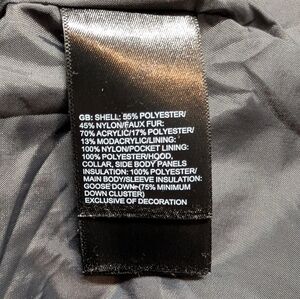 GB: SHELL: 55% POLYESTER/
45% NYLON/FAUX FUR:
70% ACRYLIC/17% POLYESTER/
13% MODACRYLIC/LINING:
100% NYLON/POCKET LINING:
100% POLYESTER/HOOD,
COLLAR, SIDE BODY PANELS
INSULATION: 100% POLYESTER/
MAIN BODY/SLEEVE INSULATION:
GOOSE DOWN-(75% MINIMUM
DOWN CLUSTER)
EXCLUSIVE OF DECORATION